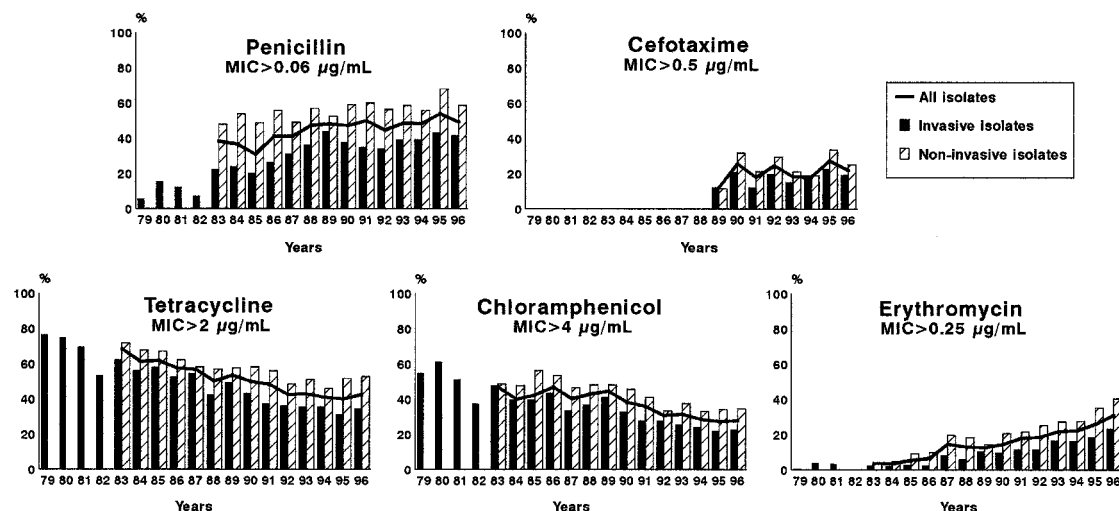 %
100
80
60
40
20
0
Penicillin
MIC>0.06 µg/mL
79 80 81 82 83 84 85 86 87 88 89 90 91 92 93 94 95 96
Years
%
100
80
60
40
20
0
Cefotaxime
MIC>0.5 µg/mL
79 80 81 82 83 84 85 86 87 88 89 90 91 92 93 94 95 96
Years
All isolates
Invasive isolates
Non-invasive isolates
%
100
80
60
40
20
0
Tetracycline
MIC>2 µg/mL
79 80 81 82 83 84 85 86 87 88 89 90 91 92 93 94 95 96
Years
%
100
80
60
40
20
0
Chloramphenicol
MIC>4 µg/mL
79 80 81 82 83 84 85 86 87 88 89 90 91 92 93 94 95 96
Years
%
100
80
60
40
20
0
Erythromycin
MIC>0.25 µg/mL
79 80 81 82 83 84 85 86 87 88 89 90 91 92 93 94 95 96
Years